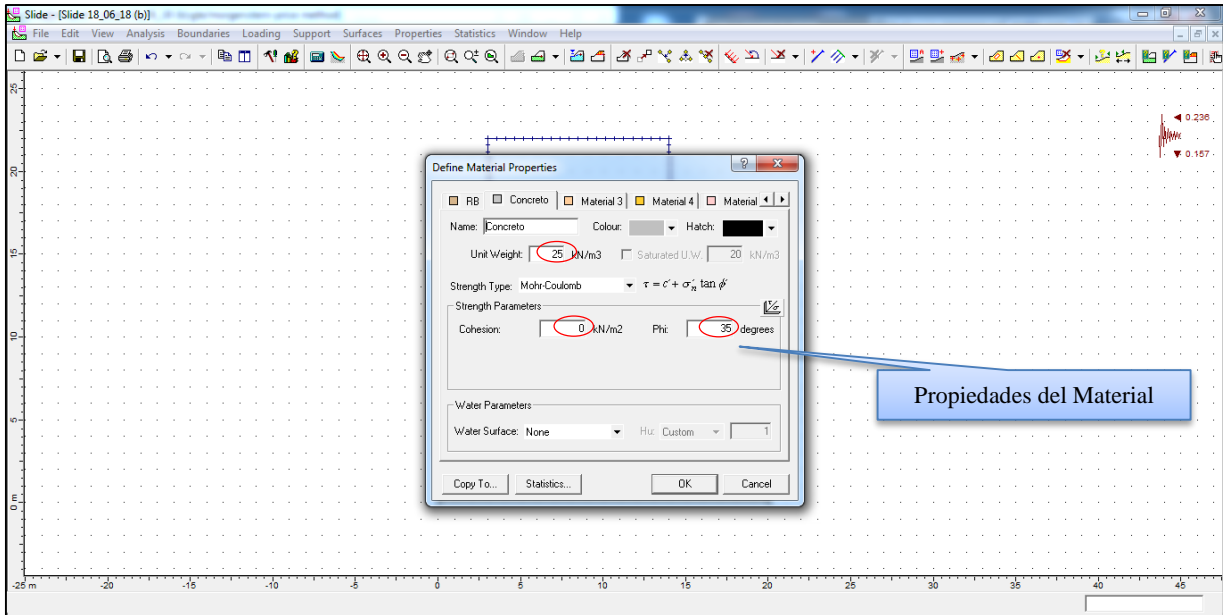 Slide - [Slide 18_06_18 (b)]
File Edit View Analysis Boundaries Loading Support Surfaces Properties Statistics Window Help
25
20
15
10
5
0 m
0.236
0.157
Define Material Properties
RB Concreto Material 3 Material 4 Material
Name: Concreto Colour: Hatch:
Unit Weight: 25 kN/m3 Saturated U.W. 20 kN/m3
Strength Type: Mohr-Coulomb τ = c' + σ'n tan φ'
Strength Parameters
Cohesion: 0 kN/m2 Phi: 35 degrees
Water Parameters
Water Surface: None Hu: Custom 1
Copy To... Statistics... OK Cancel
Propiedades del Material
-25 m -20 -15 -10 -5 0 5 10 15 20 25 30 35 40 45